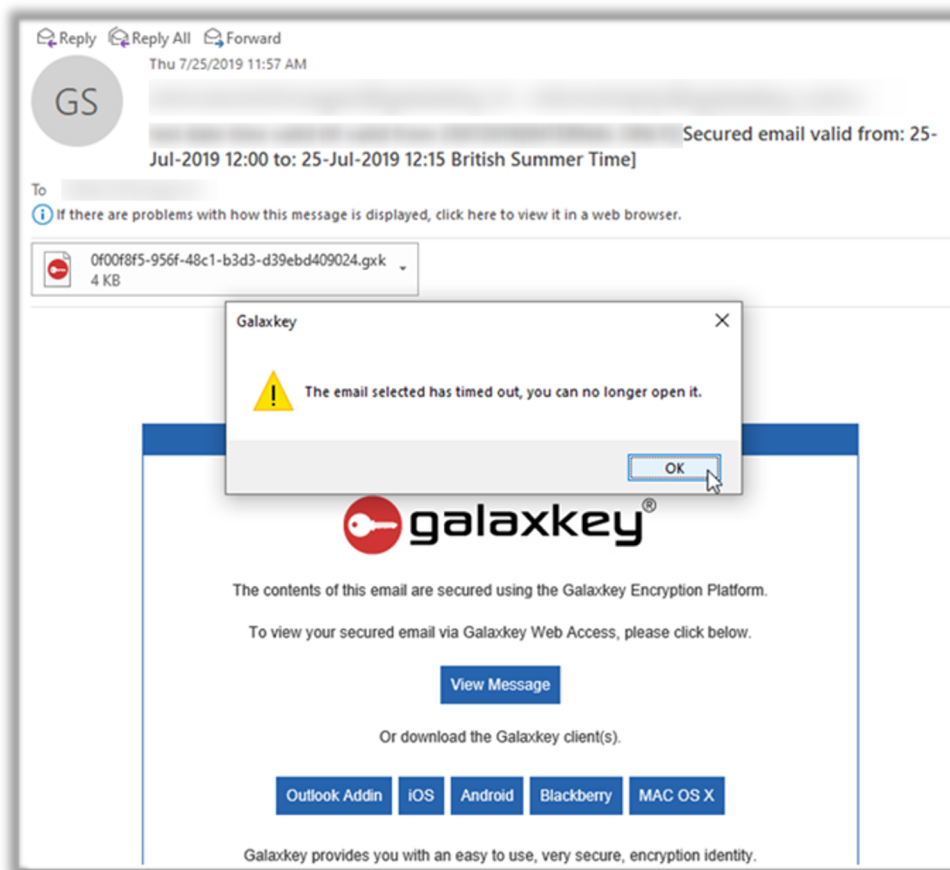 Reply Reply All Forward
Thu 7/25/2019 11:57 AM
GS
Secured email valid from: 25-
Jul-2019 12:00 to: 25-Jul-2019 12:15 British Summer Time]
To
If there are problems with how this message is displayed, click here to view it in a web browser.
0f00f8f5-956f-48c1-b3d3-d39ebd409024.gxk
4 KB
Galaxkey
The email selected has timed out, you can no longer open it.
OK
galaxkey®
The contents of this email are secured using the Galaxkey Encryption Platform.
To view your secured email via Galaxkey Web Access, please click below.
View Message
Or download the Galaxkey client(s).
Outlook Addin iOS Android Blackberry MAC OS X
Galaxkey provides you with an easy to use, very secure, encryption identity.